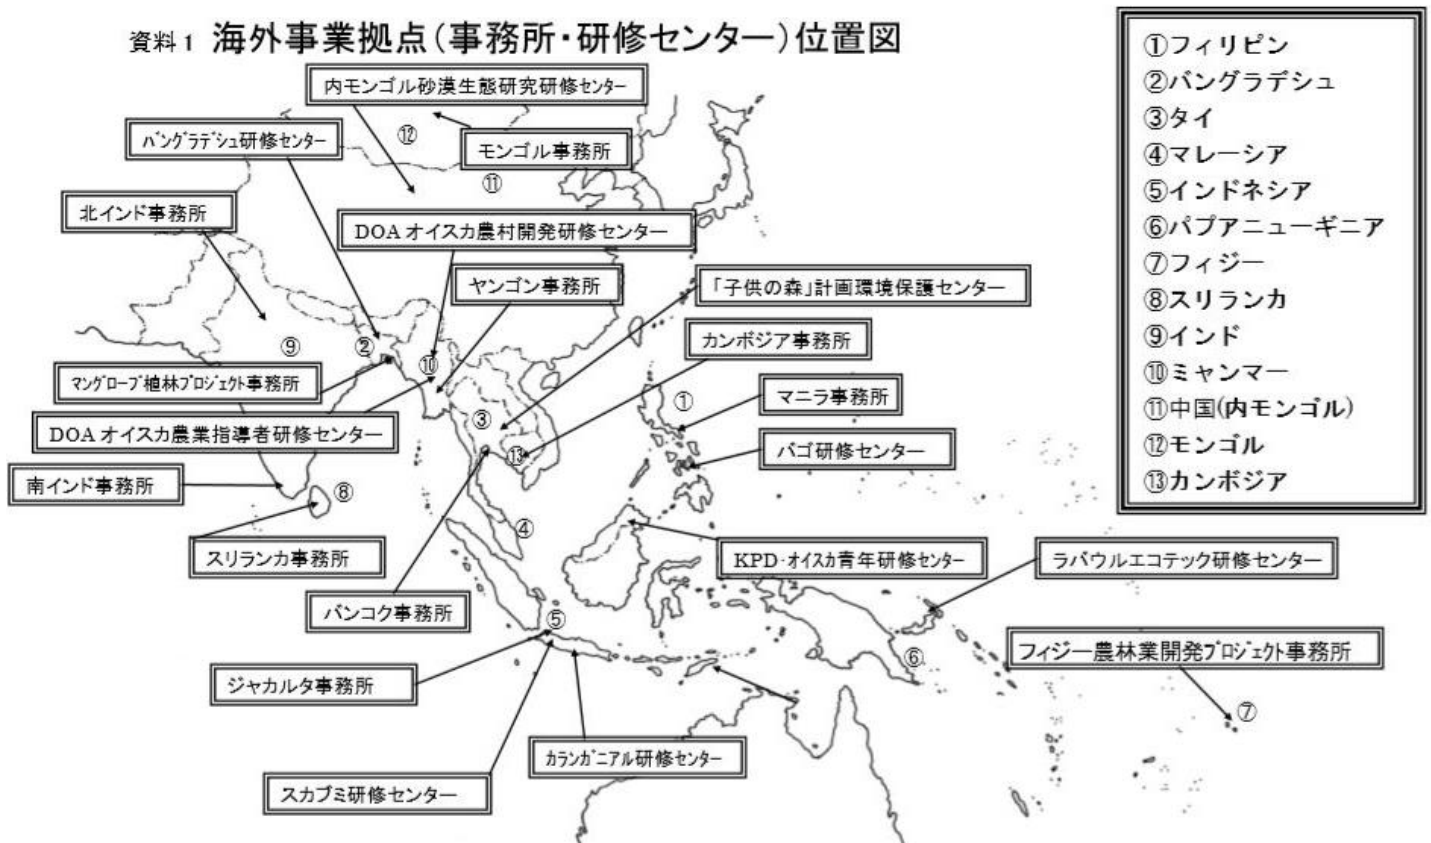 資料1 海外事業拠点(事務所・研修センター)位置図
①フィリピン
②バングラデシュ
③タイ
④マレーシア
⑤インドネシア
⑥パプアニューギニア
⑦フィジー
⑧スリランカ
⑨インド
⑩ミャンマー
⑪中国(内モンゴル)
⑫モンゴル
⑬カンボジア
内モンゴル砂漠生態研究研修センター
⑫
バングラデシュ研修センター
モンゴル事務所
⑪
北インド事務所
DOAオイスカ農村開発研修センター
ヤンゴン事務所
「子供の森」計画環境保護センター
カンボジア事務所
⑨
②
⑩
マングローブ植林プロジェクト事務所
①
マニラ事務所
③
DOAオイスカ農業指導者研修センター
バゴ研修センター
⑬
南インド事務所
⑧
④
スリランカ事務所
KPD・オイスカ青年研修センター
ラバウルエコテック研修センター
バンコク事務所
⑤
フィジー農林業開発プロジェクト事務所
⑥
ジャカルタ事務所
⑦
カランガニアル研修センター
スカブミ研修センター